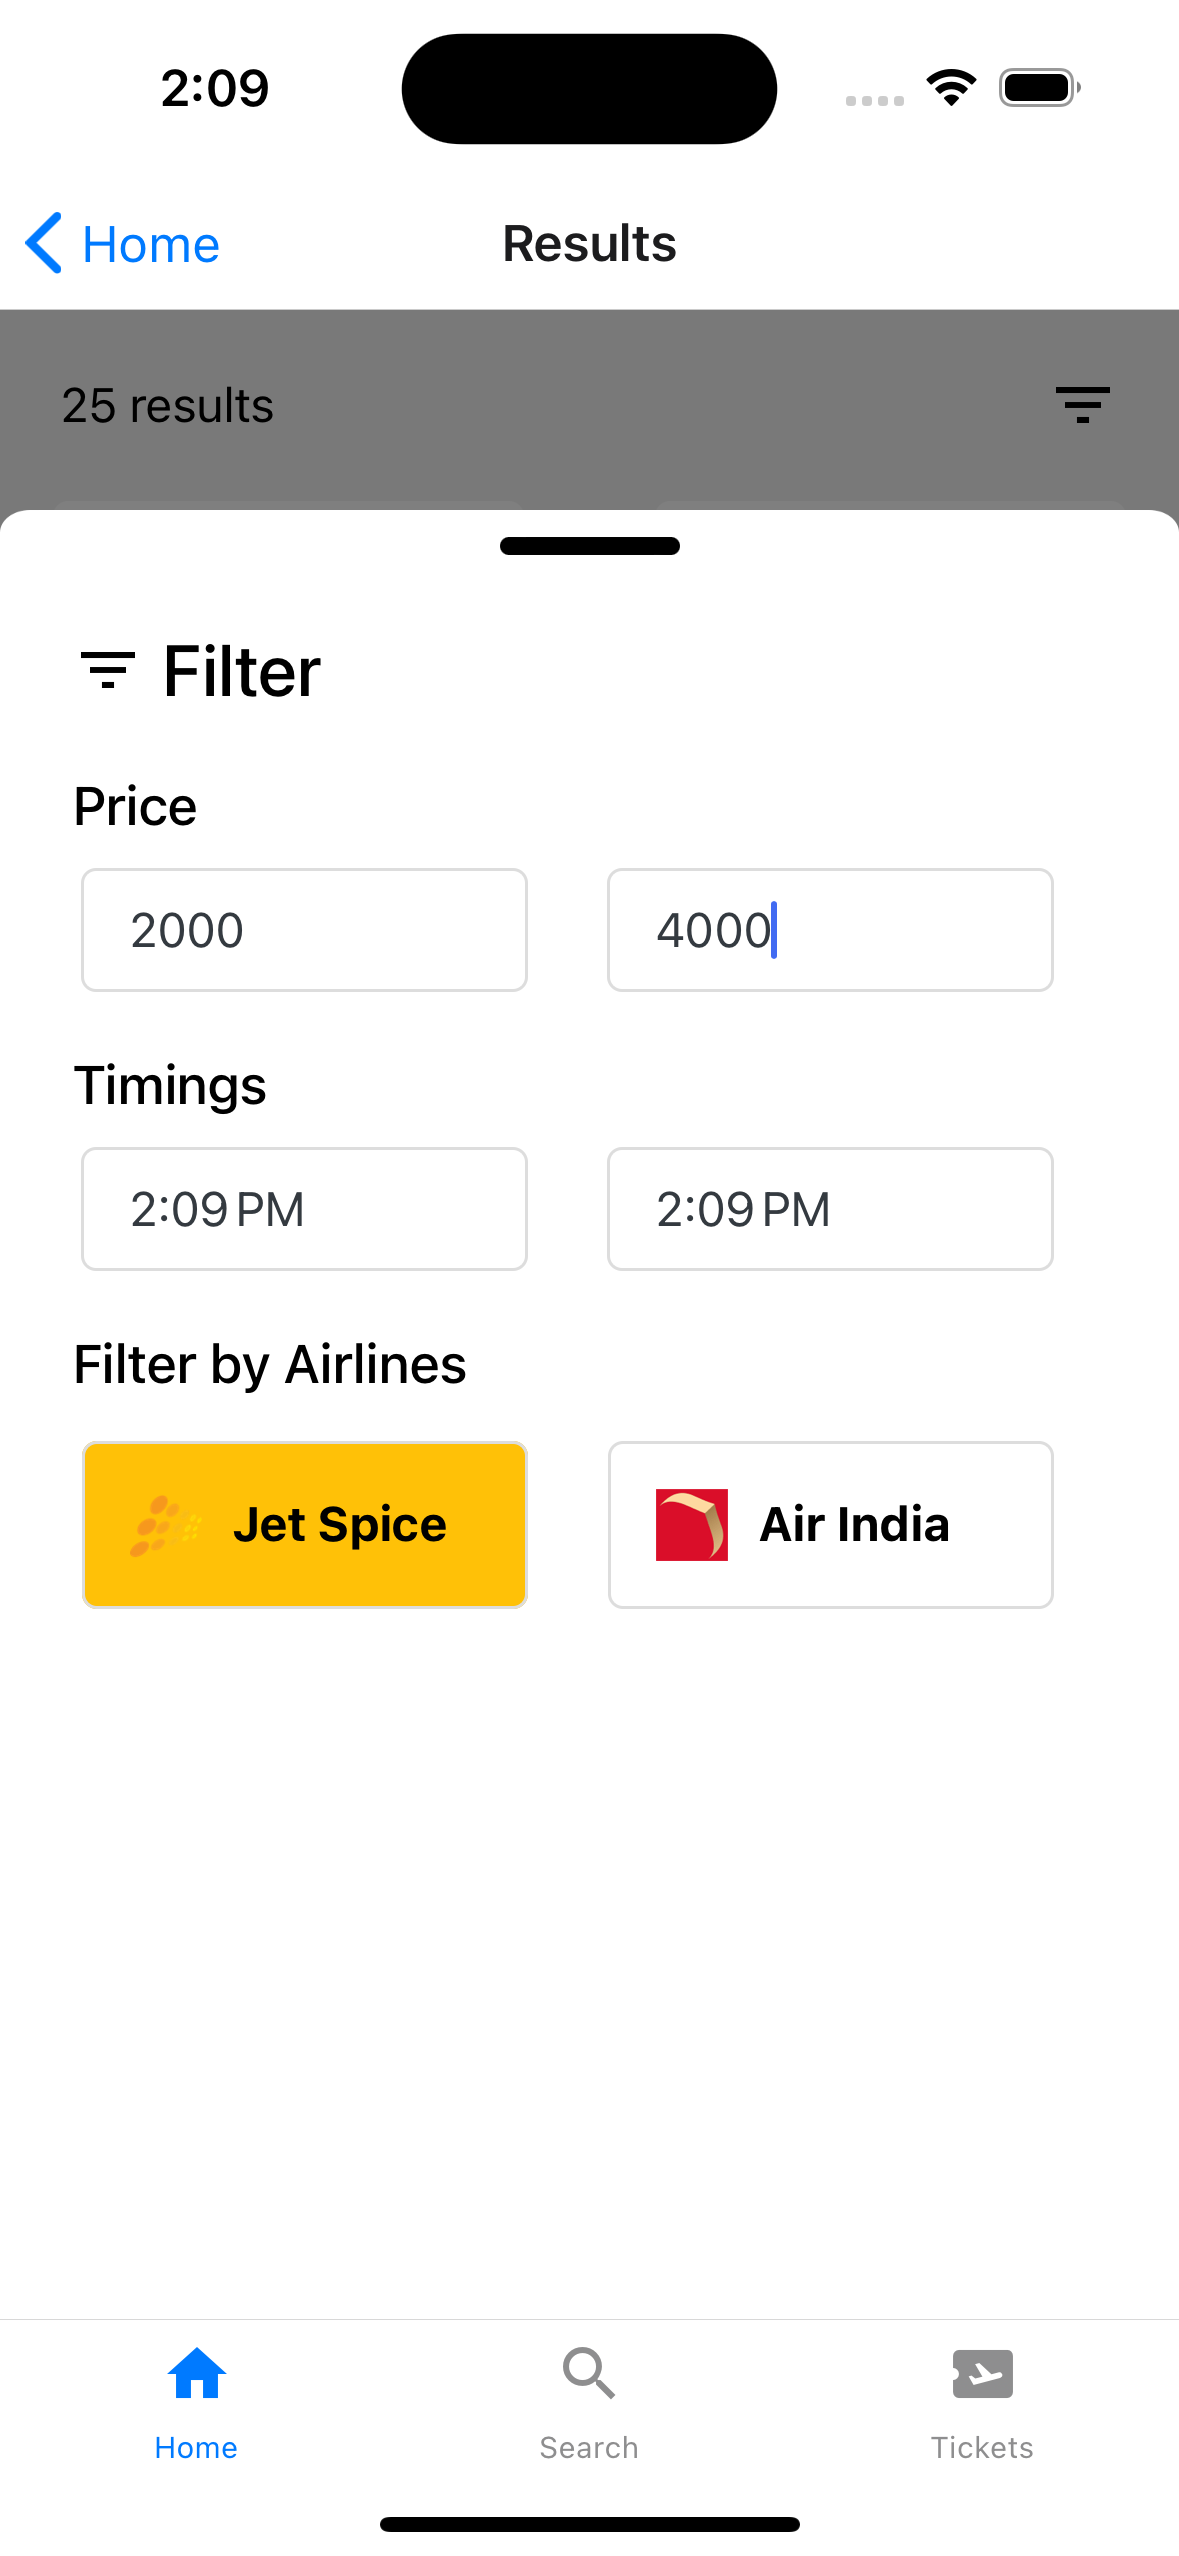 2:09
Home
Results
25 results
Filter
Price
2000
4000
Timings
2:09 PM
2:09 PM
Filter by Airlines
Jet Spice
Air India
Home
Search
Tickets